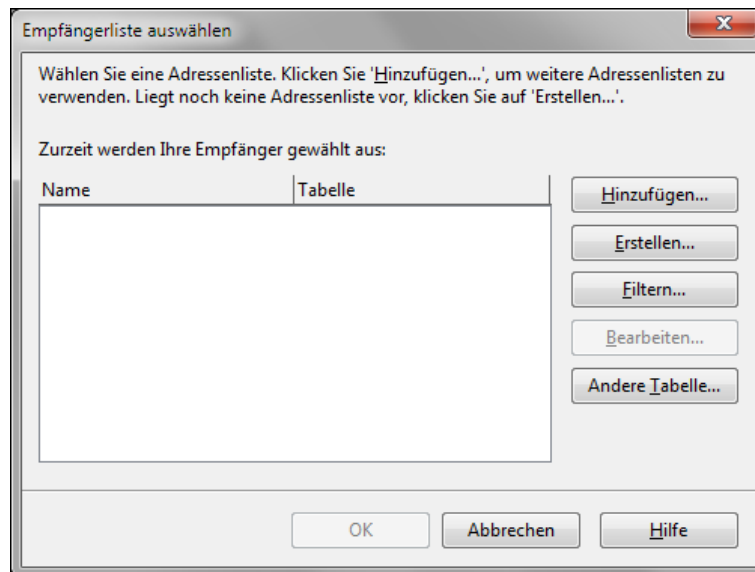 Empfängerliste auswählen
X
Wählen Sie eine Adressenliste. Klicken Sie 'Hinzufügen...', um weitere Adressenlisten zu
verwenden. Liegt noch keine Adressenliste vor, klicken Sie auf 'Erstellen...'.
Zurzeit werden Ihre Empfänger gewählt aus:
Name Tabelle
Hinzufügen...
Erstellen...
Filtern...
Bearbeiten...
Andere Tabelle...
OK Abbrechen Hilfe